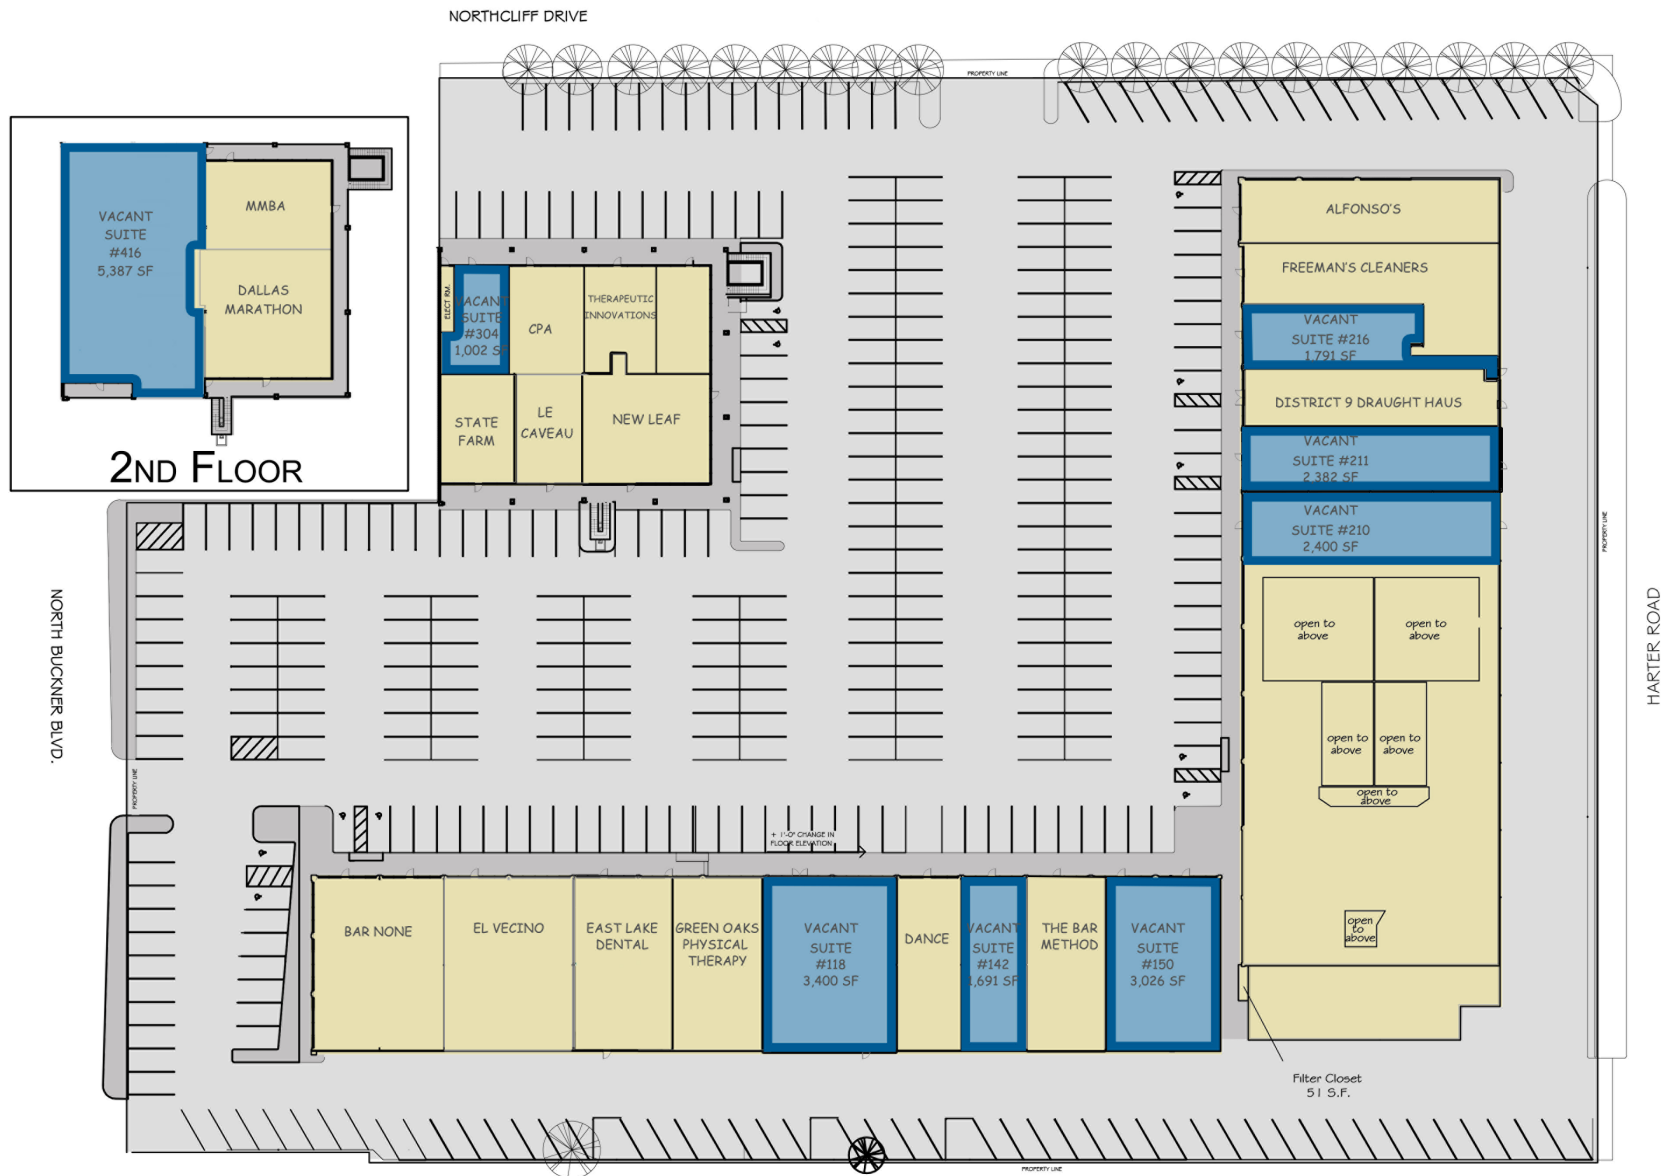 NORTHCLIFF DRIVE
PROPERTY LINE
VACANT
SUITE
#416
5,387 SF
MMBA
DALLAS
MARATHON
2ND FLOOR
ELECT RM.
VACANT
SUITE
#304
1,002 SF
CPA
THERAPEUTIC
INNOVATIONS
STATE
FARM
LE
CAVEAU
NEW LEAF
ALFONSO'S
FREEMAN'S CLEANERS
VACANT
SUITE #216
1,791 SF
DISTRICT 9 DRAUGHT HAUS
VACANT
SUITE #211
2,382 SF
VACANT
SUITE #210
2,400 SF
open to
above
open to
above
open to
above
open to
above
open to
above
open
to
above
PROPERTY LINE
HARTER ROAD
NORTH BUCKNER BLVD.
PROPERTY LINE
+ 1'-0" CHANGE IN
FLOOR ELEVATION
BAR NONE
EL VECINO
EAST LAKE
DENTAL
GREEN OAKS
PHYSICAL
THERAPY
VACANT
SUITE
#118
3,400 SF
DANCE
VACANT
SUITE
#142
1,691 SF
THE BAR
METHOD
VACANT
SUITE
#150
3,026 SF
Filter Closet
51 S.F.
PROPERTY LINE